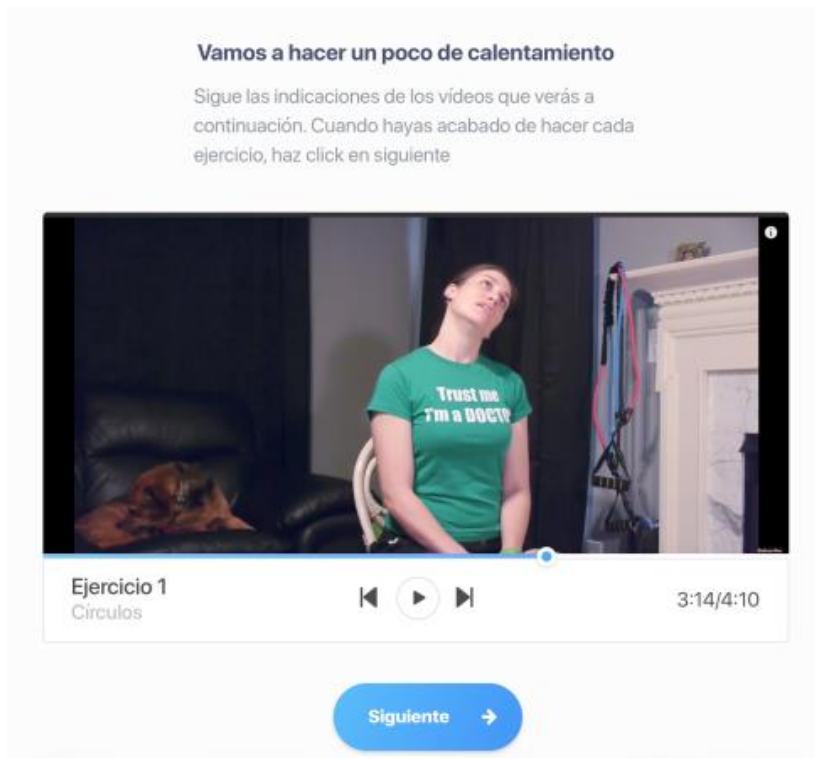 Vamos a hacer un poco de calentamiento
Sigue las indicaciones de los vídeos que verás a
continuación. Cuando hayas acabado de hacer cada
ejercicio, haz click en siguiente
Trust me
I'm a DOCTO
Ejercicio 1
Círculos
3:14/4:10
Siguiente